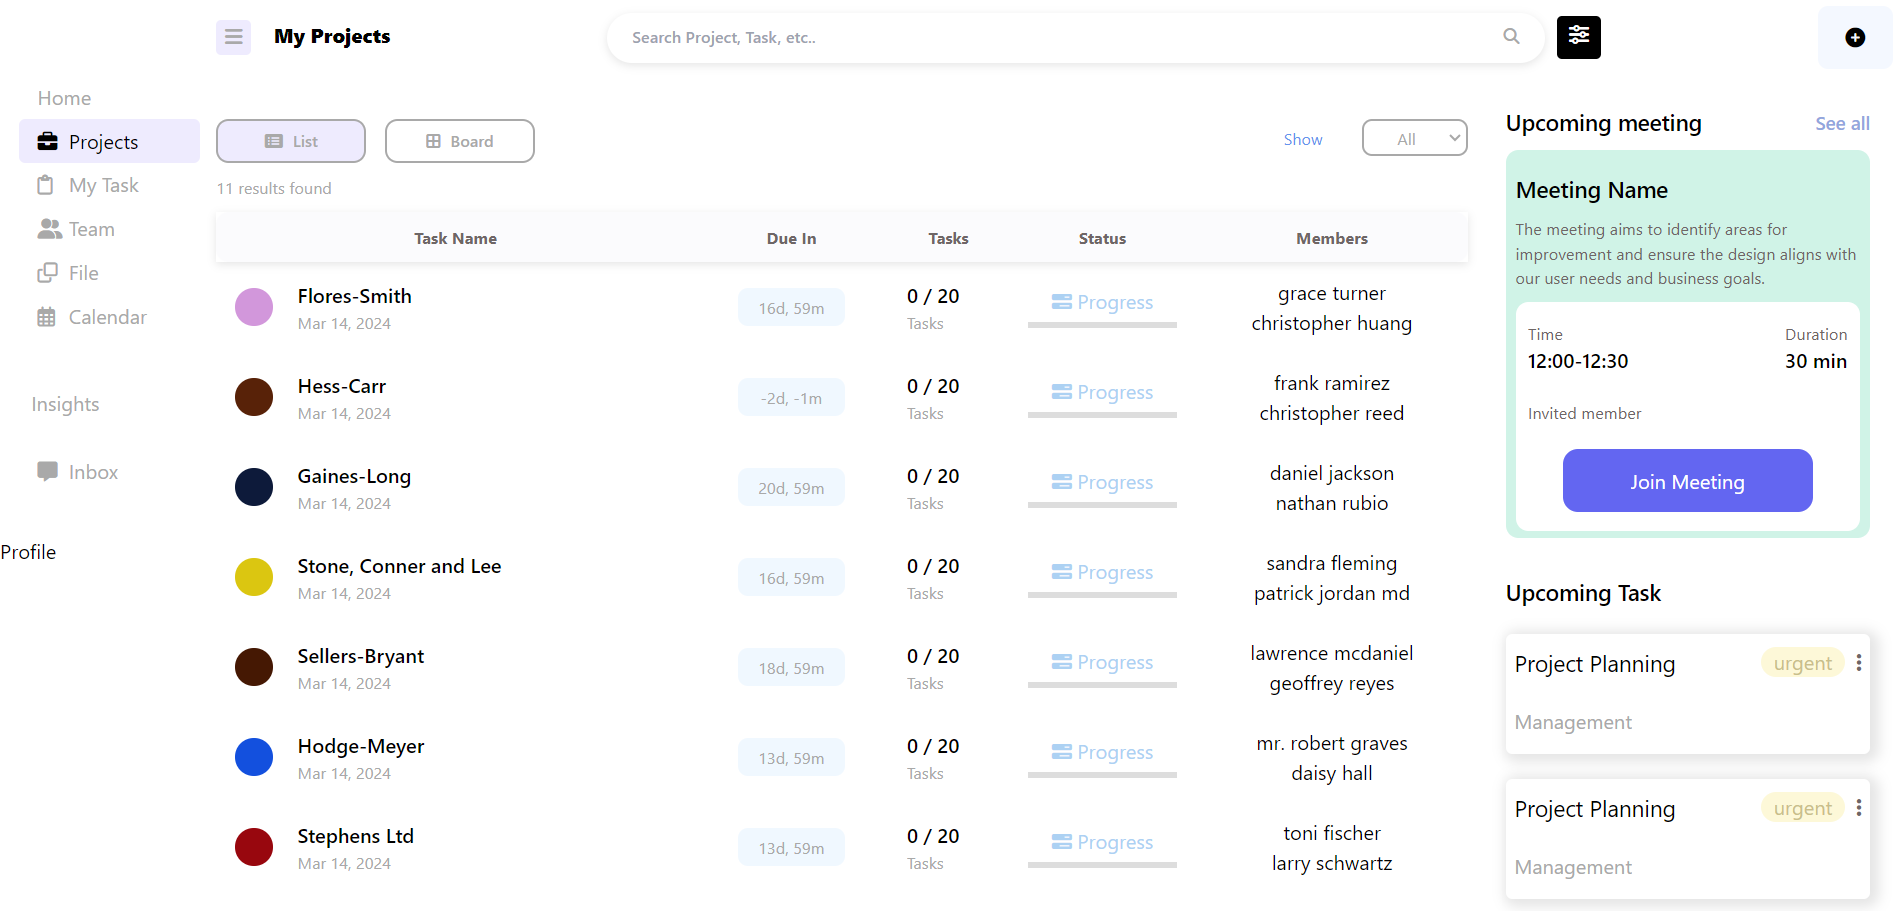 My Projects
Search Project, Task, etc..
Home
Projects
My Task
Team
File
Calendar
Insights
Inbox
Profile
List
Board
Show
All
11 results found
Task Name Due In Tasks Status Members
Flores-Smith
Mar 14, 2024
16d, 59m
0 / 20
Tasks
Progress
grace turner
christopher huang
Hess-Carr
Mar 14, 2024
-2d, -1m
0 / 20
Tasks
Progress
frank ramirez
christopher reed
Gaines-Long
Mar 14, 2024
20d, 59m
0 / 20
Tasks
Progress
daniel jackson
nathan rubio
Stone, Conner and Lee
Mar 14, 2024
16d, 59m
0 / 20
Tasks
Progress
sandra fleming
patrick jordan md
Sellers-Bryant
Mar 14, 2024
18d, 59m
0 / 20
Tasks
Progress
lawrence mcdaniel
geoffrey reyes
Hodge-Meyer
Mar 14, 2024
13d, 59m
0 / 20
Tasks
Progress
mr. robert graves
daisy hall
Stephens Ltd
Mar 14, 2024
13d, 59m
0 / 20
Tasks
Progress
toni fischer
larry schwartz
Upcoming meeting
See all
Meeting Name
The meeting aims to identify areas for
improvement and ensure the design aligns with
our user needs and business goals.
Time Duration
12:00-12:30 30 min
Invited member
Join Meeting
Upcoming Task
Project Planning urgent
Management
Project Planning urgent
Management